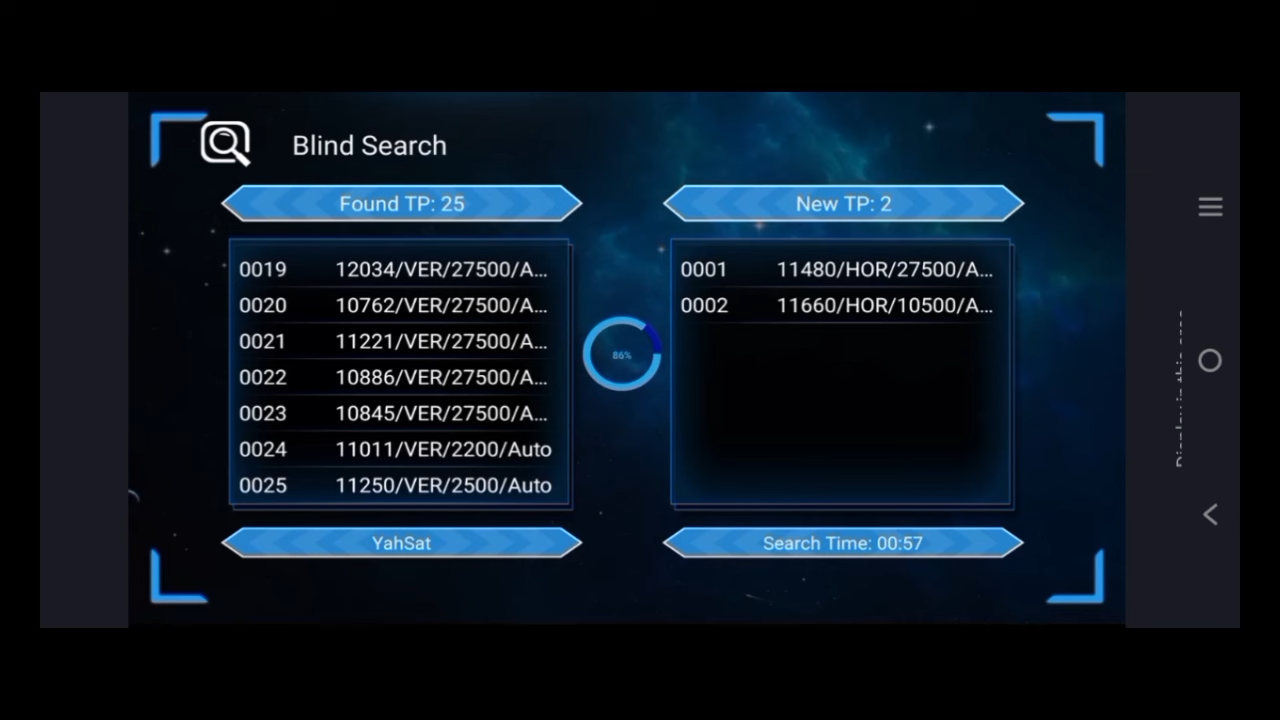 Blind Search
Found TP: 25
New TP: 2
0019 12034/VER/27500/A...
0020 10762/VER/27500/A...
0021 11221/VER/27500/A...
0022 10886/VER/27500/A...
0023 10845/VER/27500/A...
0024 11011/VER/2200/Auto
0025 11250/VER/2500/Auto
86%
0001 11480/HOR/27500/A...
0002 11660/HOR/10500/A...
YahSat
Search Time: 00:57